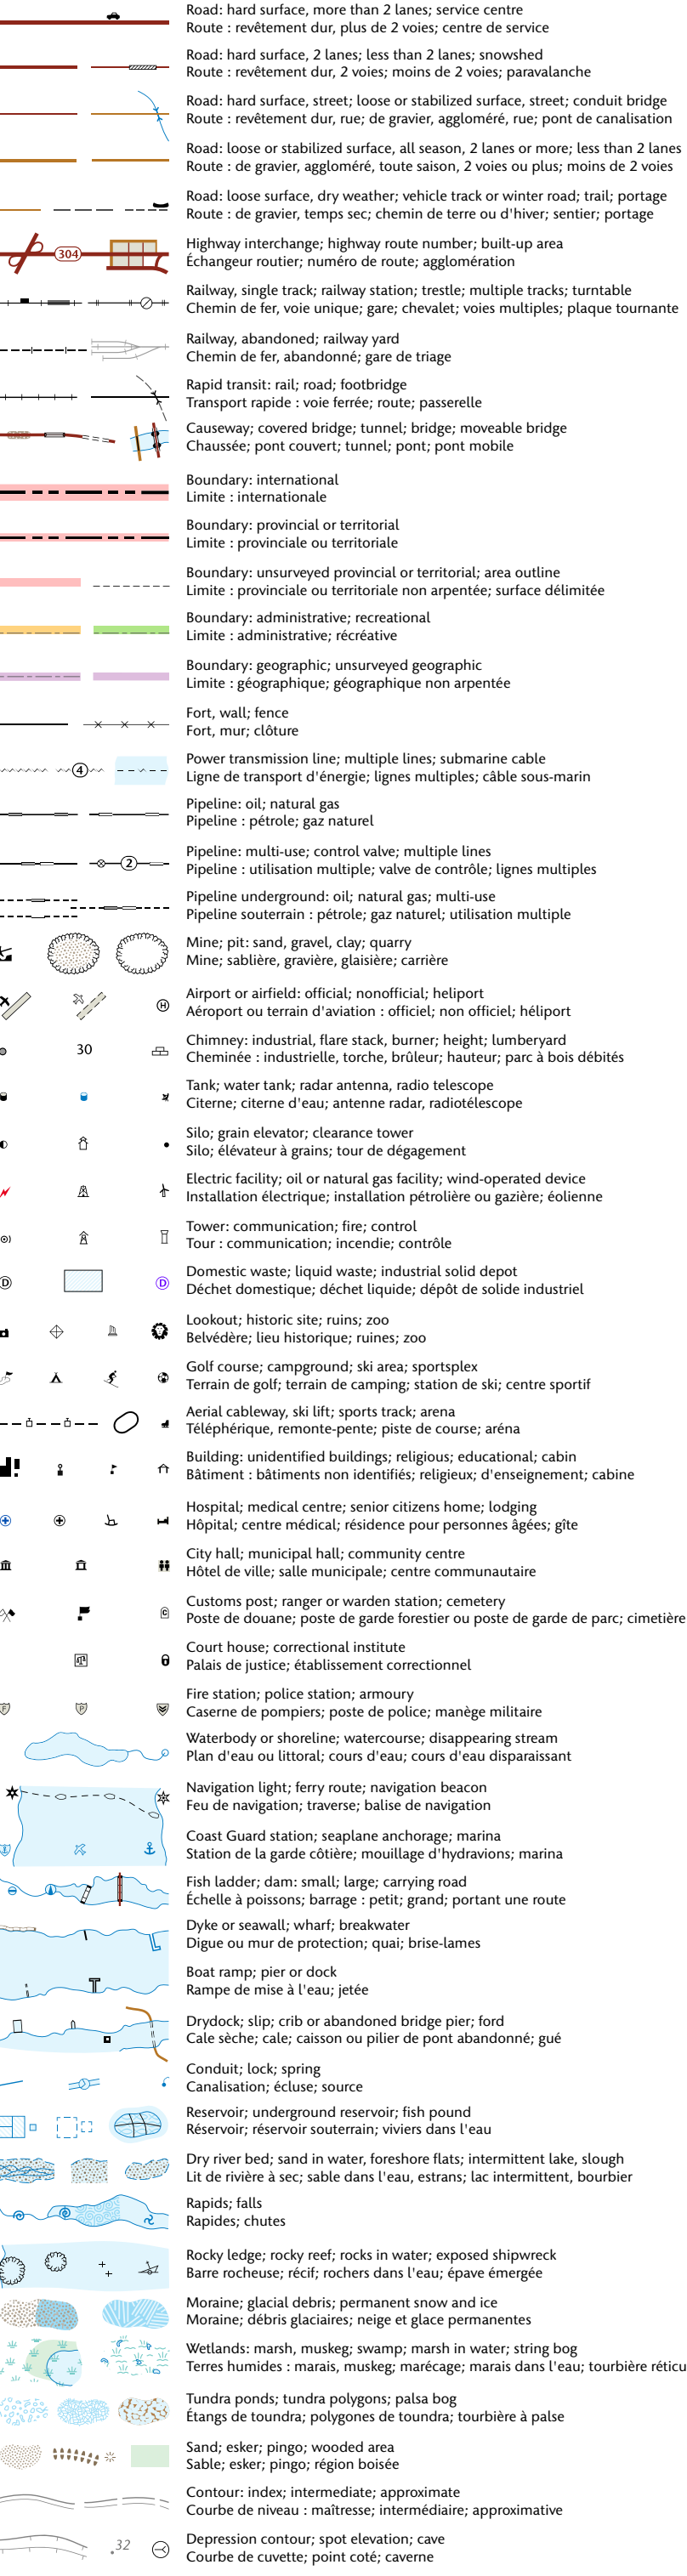 Road: hard surface, more than 2 lanes; service centre
Route : revêtement dur, plus de 2 voies; centre de service
Road: hard surface, 2 lanes; less than 2 lanes; snowshed
Route : revêtement dur, 2 voies; moins de 2 voies; paravalanche
Road: hard surface, street; loose or stabilized surface, street; conduit bridge
Route : revêtement dur, rue; de gravier, aggloméré, rue; pont de canalisation
Road: loose or stabilized surface, all season, 2 lanes or more; less than 2 lanes
Route : de gravier, aggloméré, toute saison, 2 voies ou plus; moins de 2 voies
Road: loose surface, dry weather; vehicle track or winter road; trail; portage
Route : de gravier, temps sec; chemin de terre ou d'hiver; sentier; portage
304
Highway interchange; highway route number; built-up area
Échangeur routier; numéro de route; agglomération
Railway, single track; railway station; trestle; multiple tracks; turntable
Chemin de fer, voie unique; gare; chevalet; voies multiples; plaque tournante
Railway, abandoned; railway yard
Chemin de fer, abandonné; gare de triage
Rapid transit: rail; road; footbridge
Transport rapide : voie ferrée; route; passerelle
Causeway; covered bridge; tunnel; bridge; moveable bridge
Chaussée; pont couvert; tunnel; pont; pont mobile
Boundary: international
Limite : internationale
Boundary: provincial or territorial
Limite : provinciale ou territoriale
Boundary: unsurveyed provincial or territorial; area outline
Limite : provinciale ou territoriale non arpentée; surface délimitée
Boundary: administrative; recreational
Limite : administrative; récréative
Boundary: geographic; unsurveyed geographic
Limite : géographique; géographique non arpentée
Fort, wall; fence
Fort, mur; clôture
4
Power transmission line; multiple lines; submarine cable
Ligne de transport d'énergie; lignes multiples; câble sous-marin
Pipeline: oil; natural gas
Pipeline : pétrole; gaz naturel
2
Pipeline: multi-use; control valve; multiple lines
Pipeline : utilisation multiple; valve de contrôle; lignes multiples
Pipeline underground: oil; natural gas; multi-use
Pipeline souterrain : pétrole; gaz naturel; utilisation multiple
Mine; pit: sand, gravel, clay; quarry
Mine; sablière, gravière, glaisière; carrière
H
Airport or airfield: official; nonofficial; heliport
Aéroport ou terrain d'aviation : officiel; non officiel; héliport
30
Chimney: industrial, flare stack, burner; height; lumberyard
Cheminée : industrielle, torche, brûleur; hauteur; parc à bois débités
Tank; water tank; radar antenna, radio telescope
Citerne; citerne d'eau; antenne radar, radiotélescope
Silo; grain elevator; clearance tower
Silo; élévateur à grains; tour de dégagement
Electric facility; oil or natural gas facility; wind-operated device
Installation électrique; installation pétrolière ou gazière; éolienne
Tower: communication; fire; control
Tour : communication; incendie; contrôle
D D
Domestic waste; liquid waste; industrial solid depot
Déchet domestique; déchet liquide; dépôt de solide industriel
Lookout; historic site; ruins; zoo
Belvédère; lieu historique; ruines; zoo
Golf course; campground; ski area; sportsplex
Terrain de golf; terrain de camping; station de ski; centre sportif
Aerial cableway, ski lift; sports track; arena
Téléphérique, remonte-pente; piste de course; aréna
Building: unidentified buildings; religious; educational; cabin
Bâtiment : bâtiments non identifiés; religieux; d'enseignement; cabine
Hospital; medical centre; senior citizens home; lodging
Hôpital; centre médical; résidence pour personnes âgées; gîte
City hall; municipal hall; community centre
Hôtel de ville; salle municipale; centre communautaire
C
Customs post; ranger or warden station; cemetery
Poste de douane; poste de garde forestier ou poste de garde de parc; cimetière
Court house; correctional institute
Palais de justice; établissement correctionnel
F P
Fire station; police station; armoury
Caserne de pompiers; poste de police; manège militaire
Waterbody or shoreline; watercourse; disappearing stream
Plan d'eau ou littoral; cours d'eau; cours d'eau disparaissant
Navigation light; ferry route; navigation beacon
Feu de navigation; traverse; balise de navigation
Coast Guard station; seaplane anchorage; marina
Station de la garde côtière; mouillage d'hydravions; marina
Fish ladder; dam: small; large; carrying road
Échelle à poissons; barrage : petit; grand; portant une route
Dyke or seawall; wharf; breakwater
Digue ou mur de protection; quai; brise-lames
Boat ramp; pier or dock
Rampe de mise à l'eau; jetée
Drydock; slip; crib or abandoned bridge pier; ford
Cale sèche; cale; caisson ou pilier de pont abandonné; gué
Conduit; lock; spring
Canalisation; écluse; source
Reservoir; underground reservoir; fish pound
Réservoir; réservoir souterrain; viviers dans l'eau
Dry river bed; sand in water, foreshore flats; intermittent lake, slough
Lit de rivière à sec; sable dans l'eau, estrans; lac intermittent, bourbier
Rapids; falls
Rapides; chutes
Rocky ledge; rocky reef; rocks in water; exposed shipwreck
Barre rocheuse; récif; rochers dans l'eau; épave émergée
Moraine; glacial debris; permanent snow and ice
Moraine; débris glaciaires; neige et glace permanentes
Wetlands: marsh, muskeg; swamp; marsh in water; string bog
Terres humides : marais, muskeg; marécage; marais dans l'eau; tourbière réticu
Tundra ponds; tundra polygons; palsa bog
Étangs de toundra; polygones de toundra; tourbière à palse
Sand; esker; pingo; wooded area
Sable; esker; pingo; région boisée
Contour: index; intermediate; approximate
Courbe de niveau : maîtresse; intermédiaire; approximative
.32
Depression contour; spot elevation; cave
Courbe de cuvette; point coté; caverne